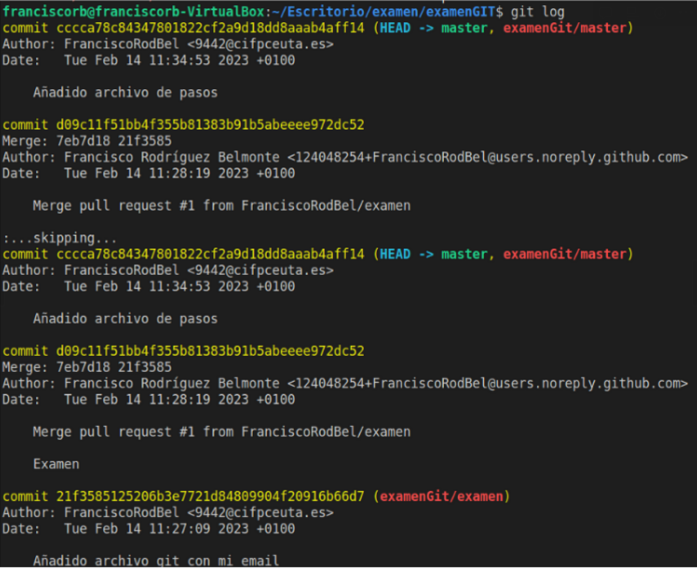 franciscorb@franciscorb-VirtualBox:~/Escritorio/examen/examenGIT$ git log
commit cccca78c84347801822cf2a9d18dd8aaab4aff14 (HEAD -> master, examenGit/master)
Author: FranciscoRodBel <9442@cifpceuta.es>
Date:   Tue Feb 14 11:34:53 2023 +0100

    Añadido archivo de pasos

commit d09c11f51bb4f355b81383b91b5abeeee972dc52
Merge: 7eb7d18 21f3585
Author: Francisco Rodríguez Belmonte <124048254+FranciscoRodBel@users.noreply.github.com>
Date:   Tue Feb 14 11:28:19 2023 +0100

    Merge pull request #1 from FranciscoRodBel/examen

:...skipping...
commit cccca78c84347801822cf2a9d18dd8aaab4aff14 (HEAD -> master, examenGit/master)
Author: FranciscoRodBel <9442@cifpceuta.es>
Date:   Tue Feb 14 11:34:53 2023 +0100

    Añadido archivo de pasos

commit d09c11f51bb4f355b81383b91b5abeeee972dc52
Merge: 7eb7d18 21f3585
Author: Francisco Rodríguez Belmonte <124048254+FranciscoRodBel@users.noreply.github.com>
Date:   Tue Feb 14 11:28:19 2023 +0100

    Merge pull request #1 from FranciscoRodBel/examen

    Examen

commit 21f3585125206b3e7721d84809904f20916b66d7 (examenGit/examen)
Author: FranciscoRodBel <9442@cifpceuta.es>
Date:   Tue Feb 14 11:27:09 2023 +0100

    Añadido archivo git con mi email